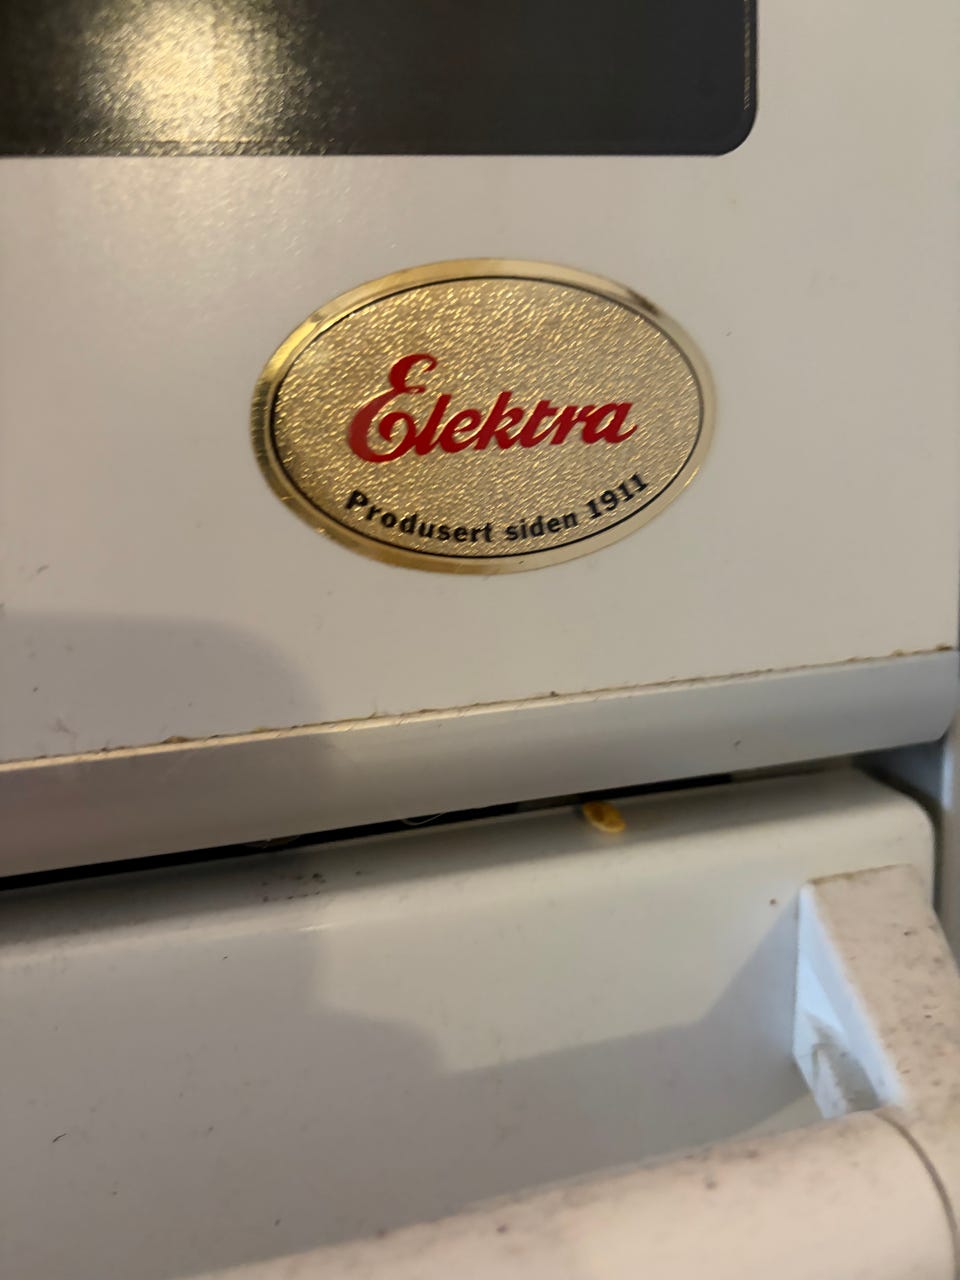 Elektra
Produsert siden 1911